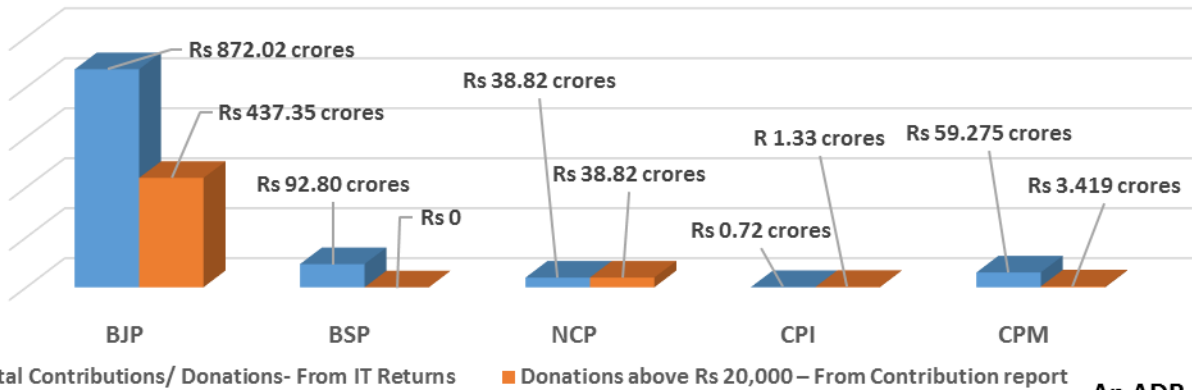 Rs 872.02 crores
Rs 437.35 crores
Rs 92.80 crores
Rs 0
Rs 38.82 crores
Rs 38.82 crores
R 1.33 crores
Rs 0.72 crores
Rs 59.275 crores
Rs 3.419 crores
BJP
BSP
NCP
CPI
CPM
Contributions/ Donations- From IT Returns
Donations above Rs 20,000 – From Contribution report
An